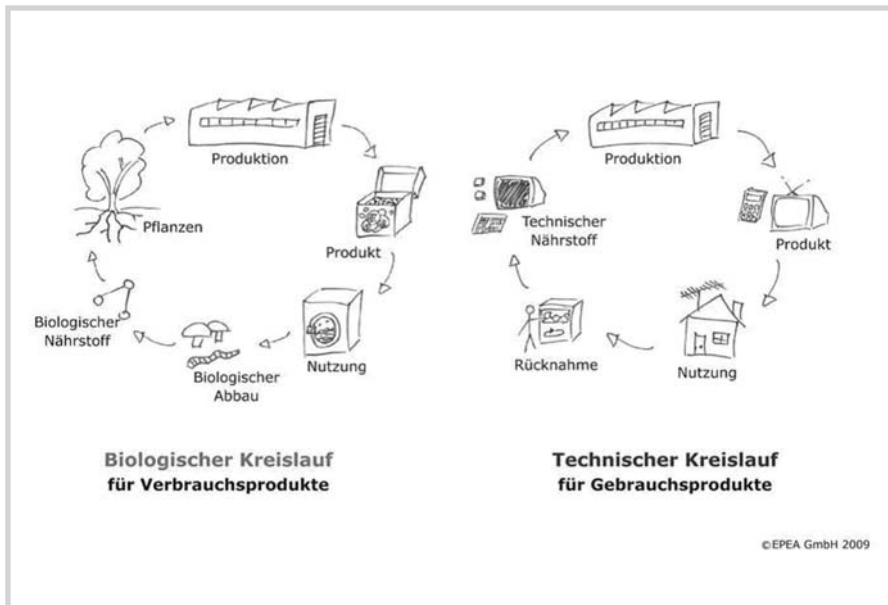 Produktion
Pflanzen
Produkt
Biologischer
Nährstoff
Biologischer
Abbau
Nutzung
Biologischer Kreislauf
für Verbrauchsprodukte
Produktion
Technischer
Nährstoff
Produkt
Rücknahme
Nutzung
Technischer Kreislauf
für Gebrauchsprodukte
©EPEA GmbH 2009